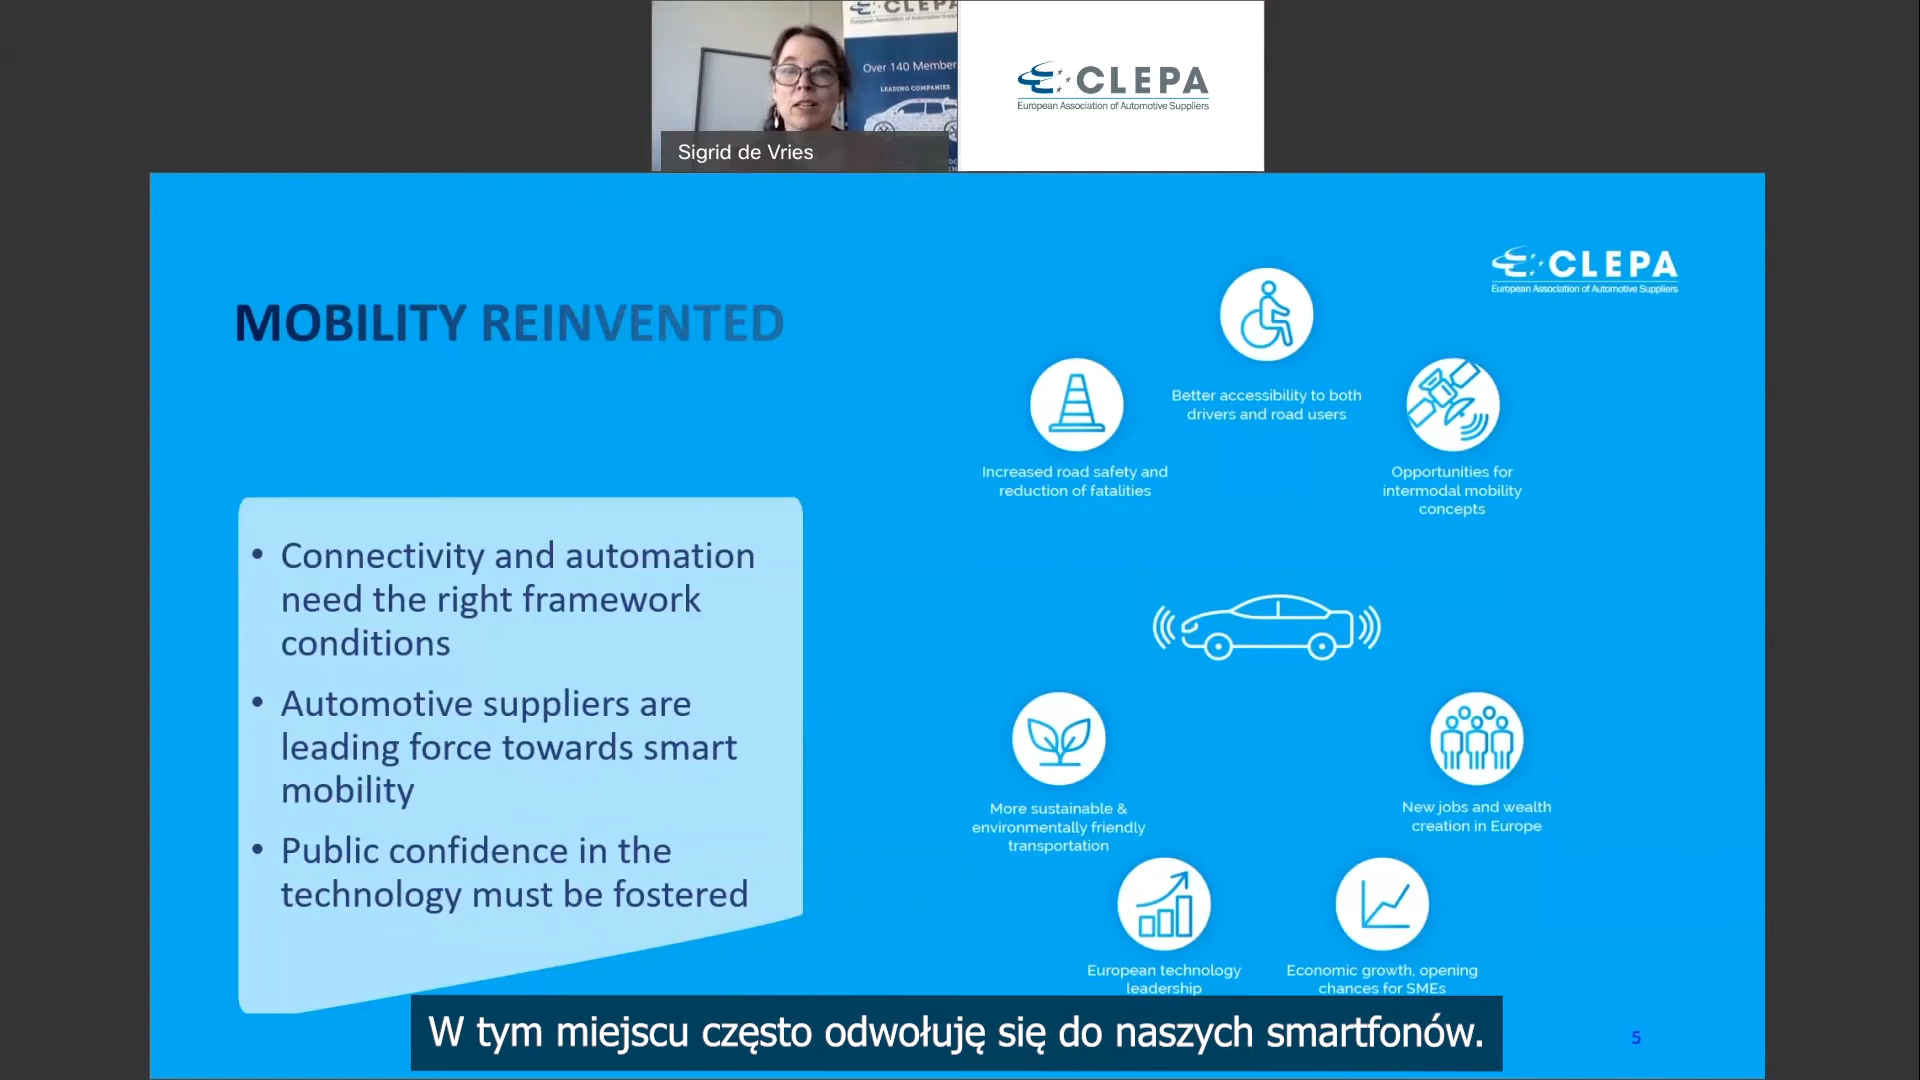 CLEPA
European Association of Automotive
Over 140 Member
LEADING COMPANIES
Sigrid de Vries
CLEPA
European Association of Automotive Suppliers
CLEPA
European Association of Automotive Suppliers
MOBILITY REINVENTED
• Connectivity and automation
need the right framework
conditions
• Automotive suppliers are
leading force towards smart
mobility
• Public confidence in the
technology must be fostered
Better accessibility to both
drivers and road users
Increased road safety and
reduction of fatalities
Opportunities for
intermodal mobility
concepts
More sustainable &
environmentally friendly
transportation
New jobs and wealth
creation in Europe
European technology
leadership
Economic growth, opening
chances for SMEs
W tym miejscu często odwołuję się do naszych smartfonów.
5